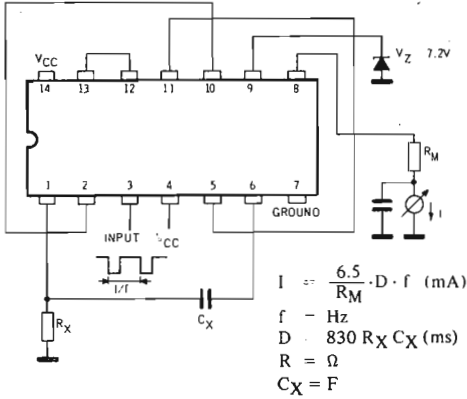 VCC
14 13 12 11 10 9 8
VZ 7.2V
1 2 3 4 5 6 7
GROUND
INPUT
VCC
1/f
RM
I
RX
CX
I = 6.5/RM · D · f (mA)
f = Hz
D = 830 RX CX (ms)
R = Ω
CX = F